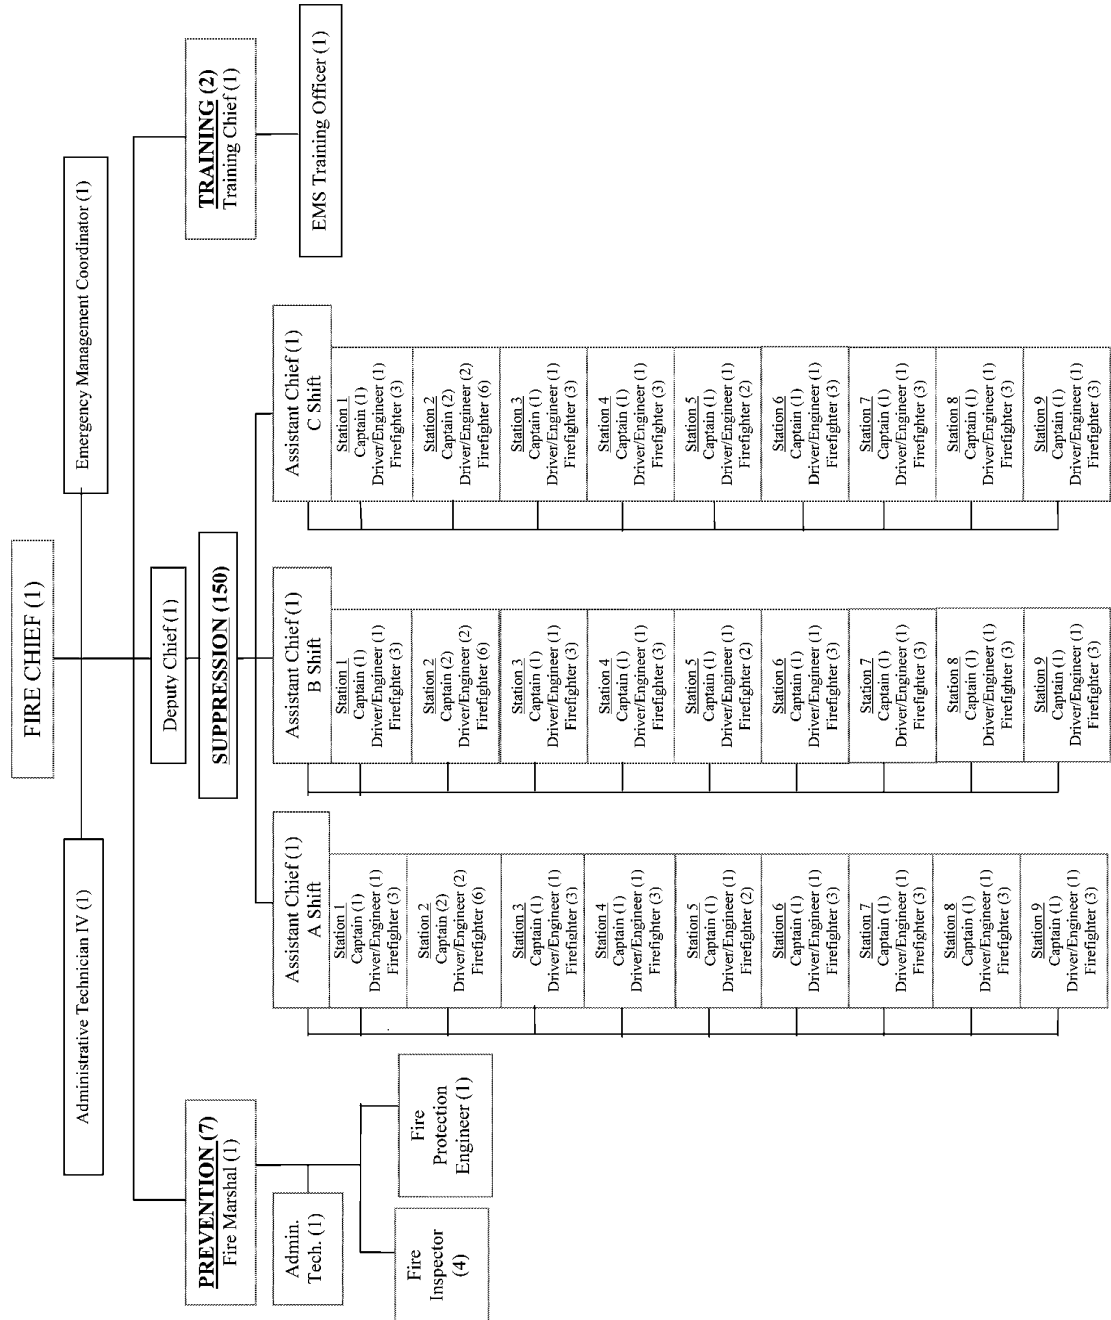 FIRE CHIEF (1)
Administrative Technician IV (1)
Emergency Management Coordinator (1)
Deputy Chief (1)
PREVENTION (7)
Fire Marshal (1)
SUPPRESSION (150)
TRAINING (2)
Training Chief (1)
Admin.
Tech. (1)
Fire
Inspector
(4)
Fire
Protection
Engineer (1)
EMS Training Officer (1)
Assistant Chief (1)
A Shift
Station 1
Captain (1)
Driver/Engineer (1)
Firefighter (3)
Station 2
Captain (2)
Driver/Engineer (2)
Firefighter (6)
Station 3
Captain (1)
Driver/Engineer (1)
Firefighter (3)
Station 4
Captain (1)
Driver/Engineer (1)
Firefighter (3)
Station 5
Captain (1)
Driver/Engineer (1)
Firefighter (2)
Station 6
Captain (1)
Driver/Engineer (1)
Firefighter (3)
Station 7
Captain (1)
Driver/Engineer (1)
Firefighter (3)
Station 8
Captain (1)
Driver/Engineer (1)
Firefighter (3)
Station 9
Captain (1)
Driver/Engineer (1)
Firefighter (3)
Assistant Chief (1)
B Shift
Station 1
Captain (1)
Driver/Engineer (1)
Firefighter (3)
Station 2
Captain (2)
Driver/Engineer (2)
Firefighter (6)
Station 3
Captain (1)
Driver/Engineer (1)
Firefighter (3)
Station 4
Captain (1)
Driver/Engineer (1)
Firefighter (3)
Station 5
Captain (1)
Driver/Engineer (1)
Firefighter (2)
Station 6
Captain (1)
Driver/Engineer (1)
Firefighter (3)
Station 7
Captain (1)
Driver/Engineer (1)
Firefighter (3)
Station 8
Captain (1)
Driver/Engineer (1)
Firefighter (3)
Station 9
Captain (1)
Driver/Engineer (1)
Firefighter (3)
Assistant Chief (1)
C Shift
Station 1
Captain (1)
Driver/Engineer (1)
Firefighter (3)
Station 2
Captain (2)
Driver/Engineer (2)
Firefighter (6)
Station 3
Captain (1)
Driver/Engineer (1)
Firefighter (3)
Station 4
Captain (1)
Driver/Engineer (1)
Firefighter (3)
Station 5
Captain (1)
Driver/Engineer (1)
Firefighter (2)
Station 6
Captain (1)
Driver/Engineer (1)
Firefighter (3)
Station 7
Captain (1)
Driver/Engineer (1)
Firefighter (3)
Station 8
Captain (1)
Driver/Engineer (1)
Firefighter (3)
Station 9
Captain (1)
Driver/Engineer (1)
Firefighter (3)